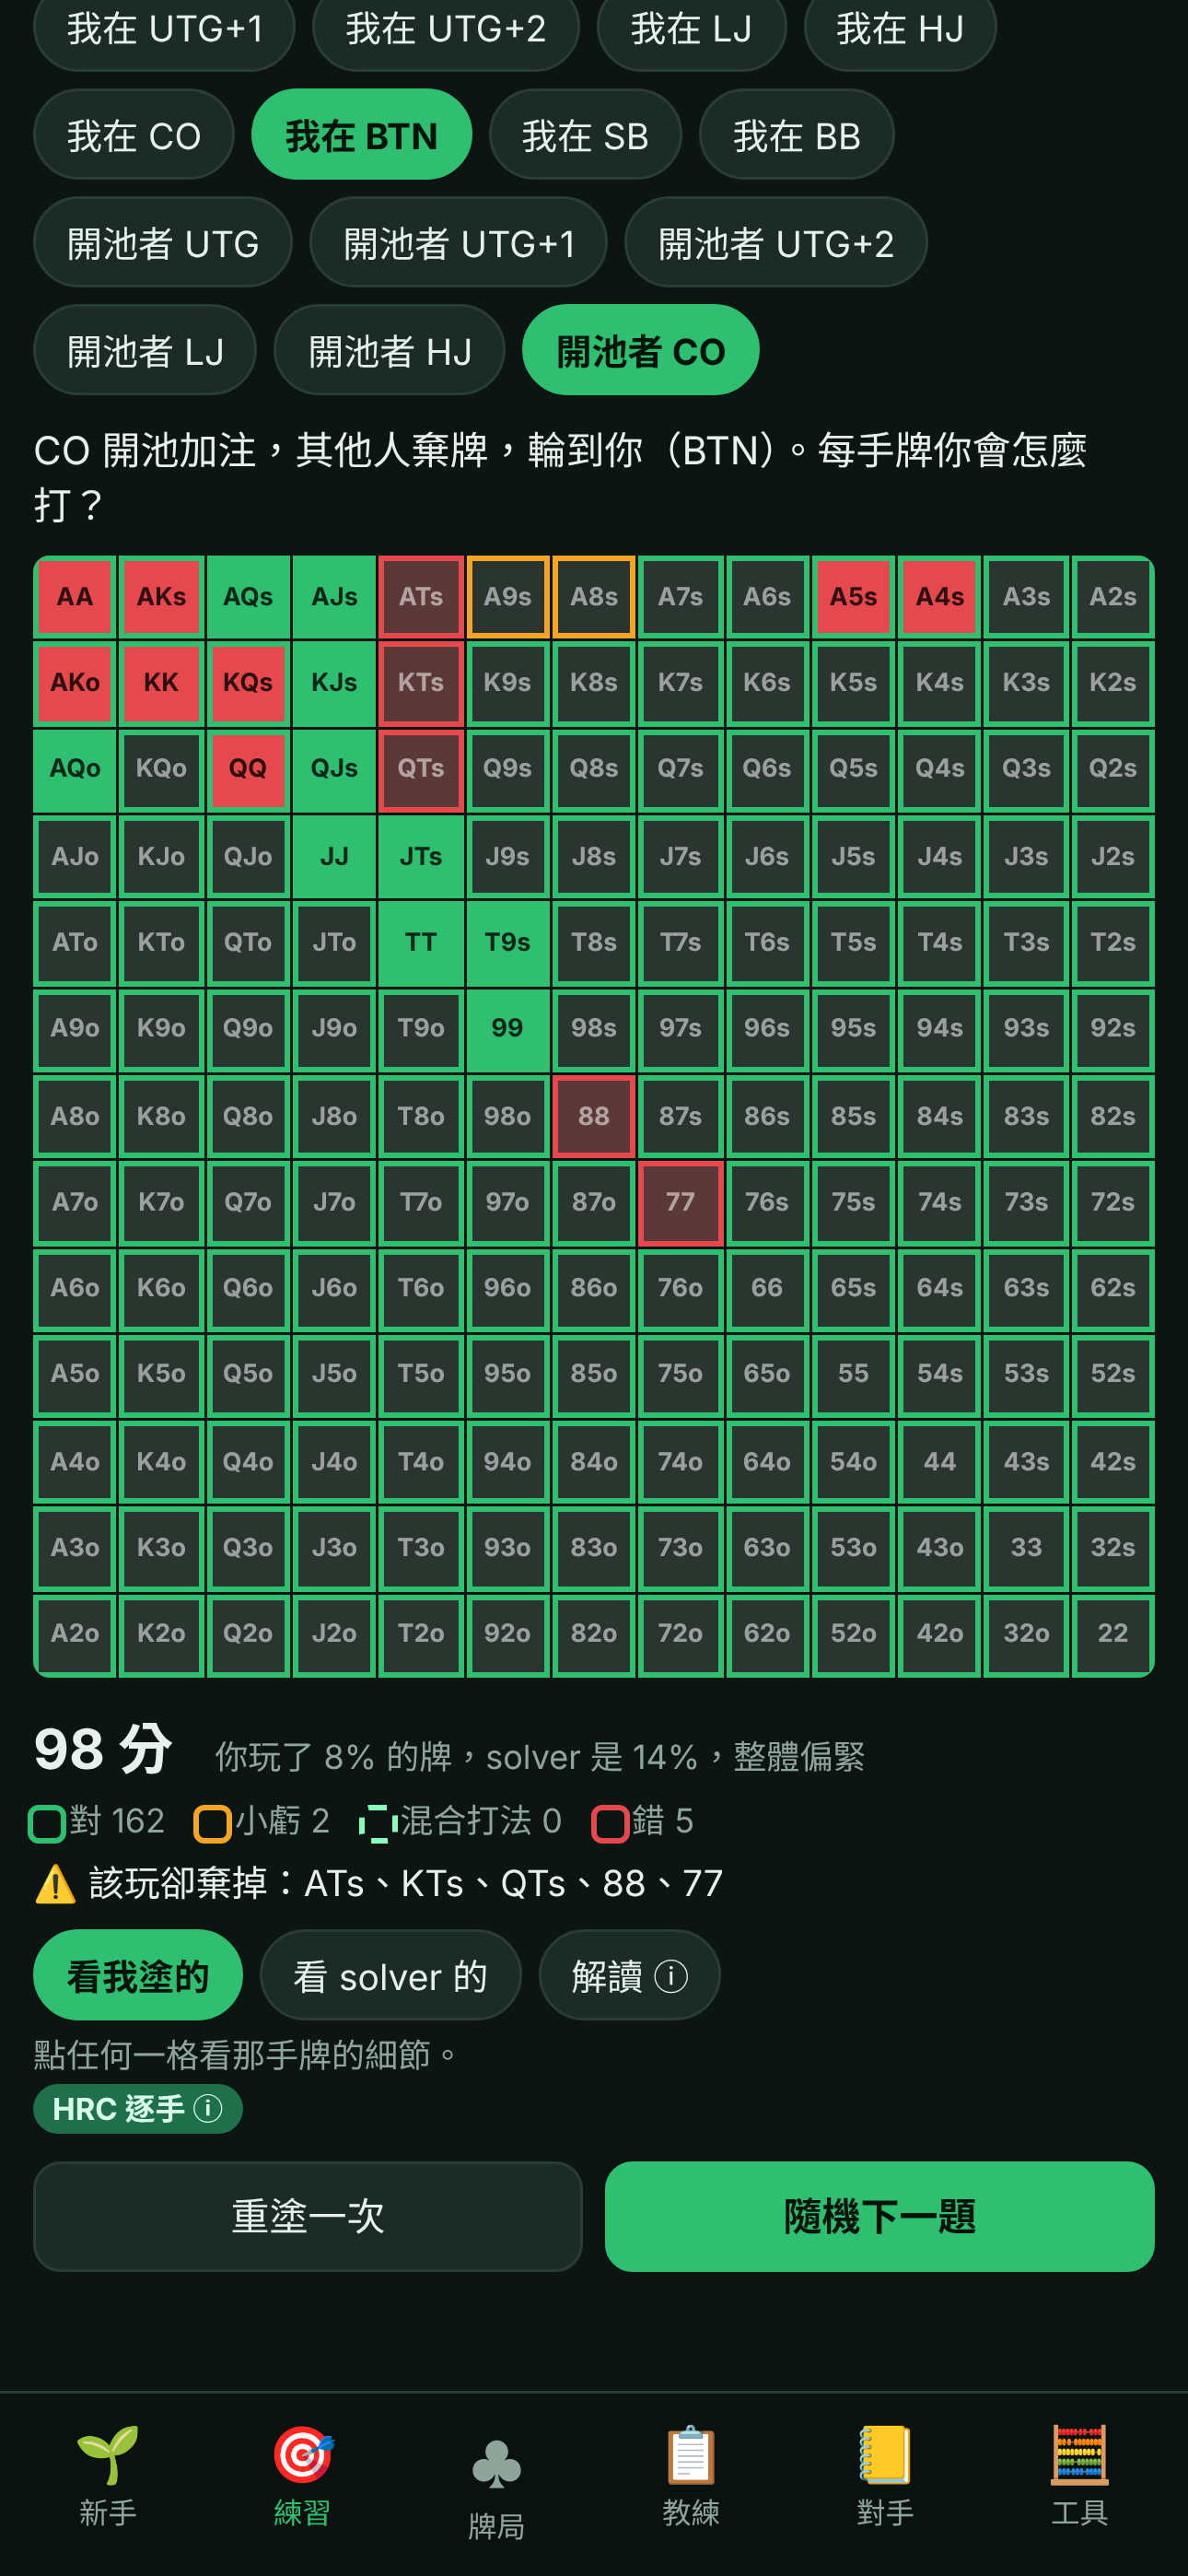 我在 UTG+1 我在 UTG+2 我在 LJ 我在 HJ
我在 CO 我在 BTN 我在 SB 我在 BB
開池者 UTG 開池者 UTG+1 開池者 UTG+2
開池者 LJ 開池者 HJ 開池者 CO
CO 開池加注，其他人棄牌，輪到你（BTN）。每手牌你會怎麼
打？
AA AKs AQs AJs ATs A9s A8s A7s A6s A5s A4s A3s A2s
AKo KK KQs KJs KTs K9s K8s K7s K6s K5s K4s K3s K2s
AQo KQo QQ QJs QTs Q9s Q8s Q7s Q6s Q5s Q4s Q3s Q2s
AJo KJo QJo JJ JTs J9s J8s J7s J6s J5s J4s J3s J2s
ATo KTo QTo JTo TT T9s T8s T7s T6s T5s T4s T3s T2s
A9o K9o Q9o J9o T9o 99 98s 97s 96s 95s 94s 93s 92s
A8o K8o Q8o J8o T8o 98o 88 87s 86s 85s 84s 83s 82s
A7o K7o Q7o J7o T7o 97o 87o 77 76s 75s 74s 73s 72s
A6o K6o Q6o J6o T6o 96o 86o 76o 66 65s 64s 63s 62s
A5o K5o Q5o J5o T5o 95o 85o 75o 65o 55 54s 53s 52s
A4o K4o Q4o J4o T4o 94o 84o 74o 64o 54o 44 43s 42s
A3o K3o Q3o J3o T3o 93o 83o 73o 63o 53o 43o 33 32s
A2o K2o Q2o J2o T2o 92o 82o 72o 62o 52o 42o 32o 22
98 分 你玩了 8% 的牌，solver 是 14%，整體偏緊
對 162 小虧 2 混合打法 0 錯 5
⚠️ 該玩卻棄掉：ATs、KTs、QTs、88、77
看我塗的 看 solver 的 解讀 ⓘ
點任何一格看那手牌的細節。
HRC 逐手 ⓘ
重塗一次 隨機下一題
新手 練習 牌局 教練 對手 工具